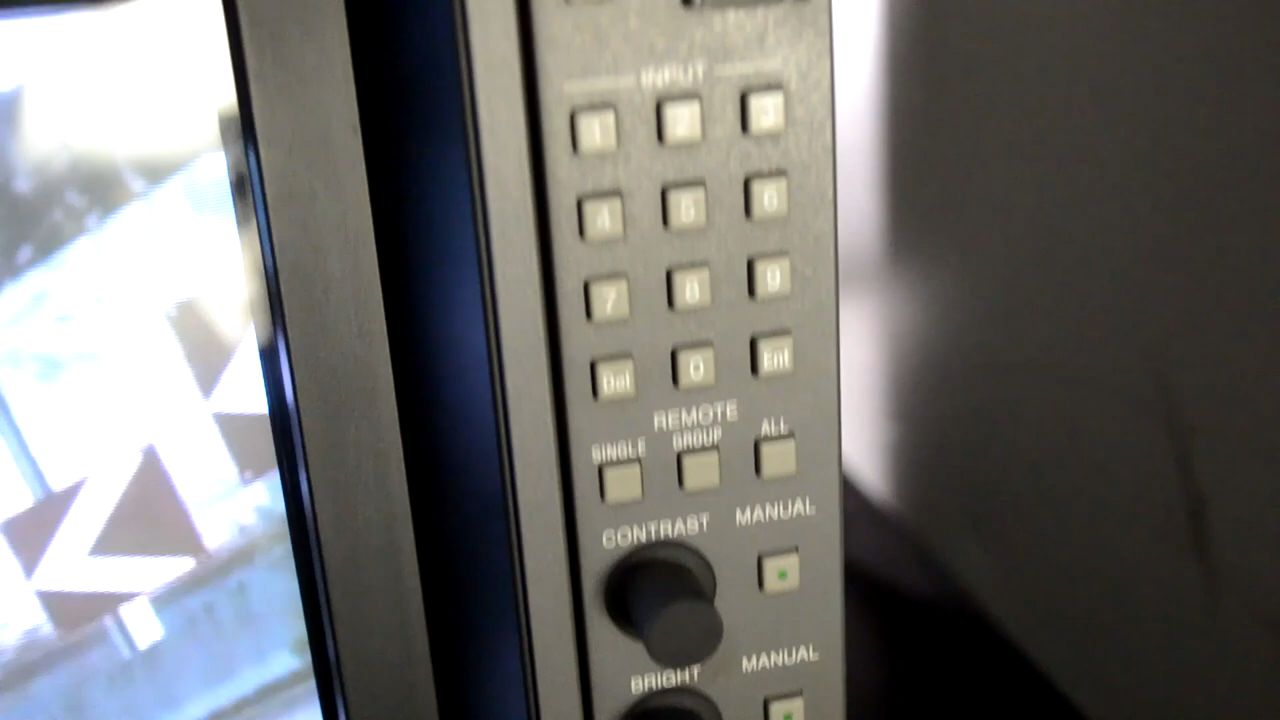 INPUT
1 2 3
4 5 6
7 8 9
Del 0 Ent
REMOTE
SINGLE GROUP ALL
CONTRAST MANUAL
BRIGHT MANUAL